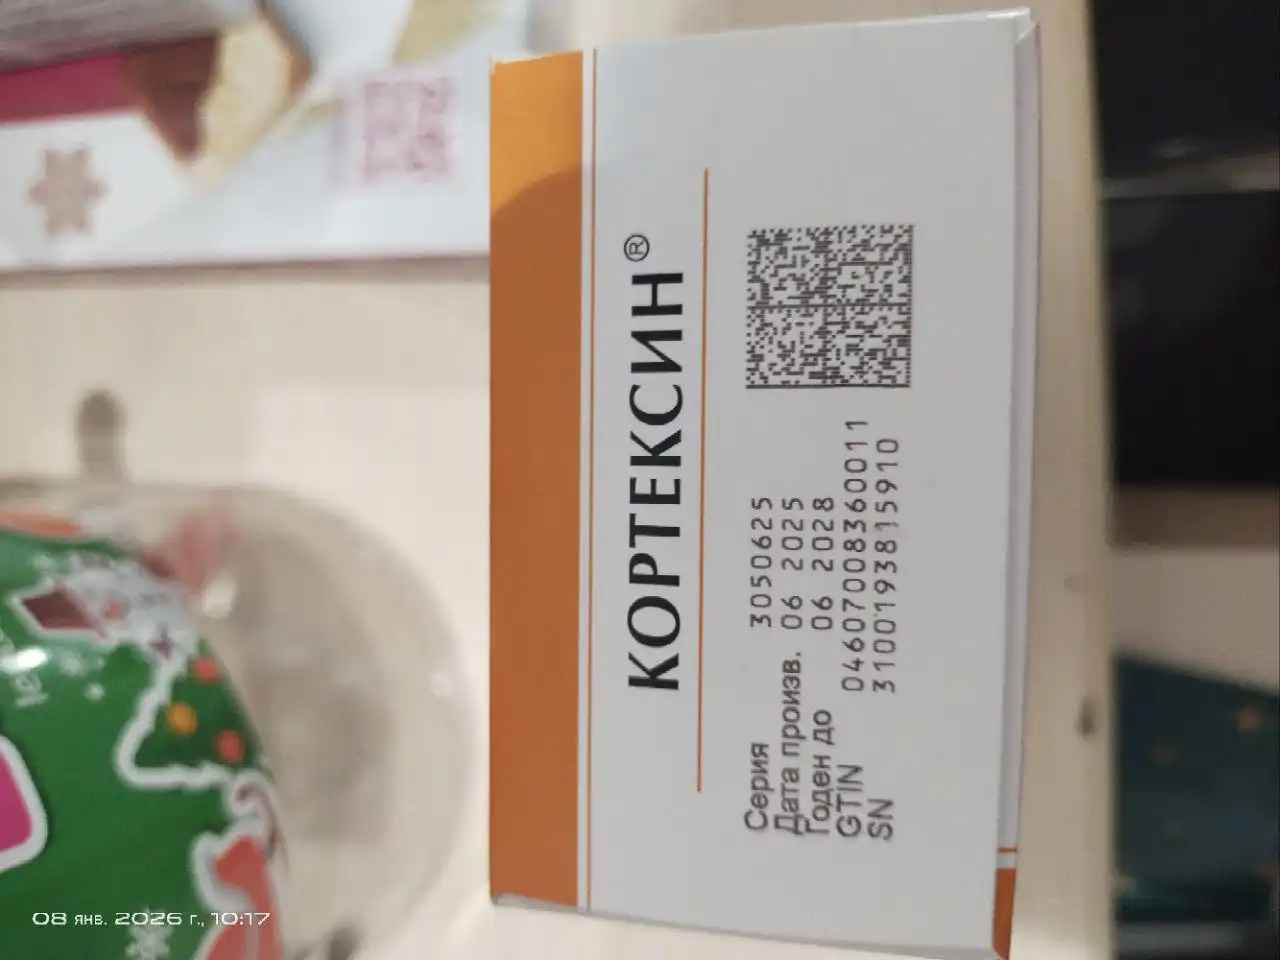 КОРТЕКСИН®
Серия 3050625
Дата произв. 06 2025
Годен до 06 2028
GTIN 04607008360011
SN 3100193815910
08 янв. 2026 г., 10:17